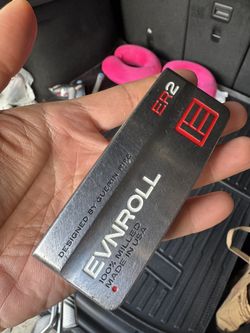 ER2
DESIGNED BY GUERIN RIFE
EVNROLL
100% MILLED
MADE IN USA